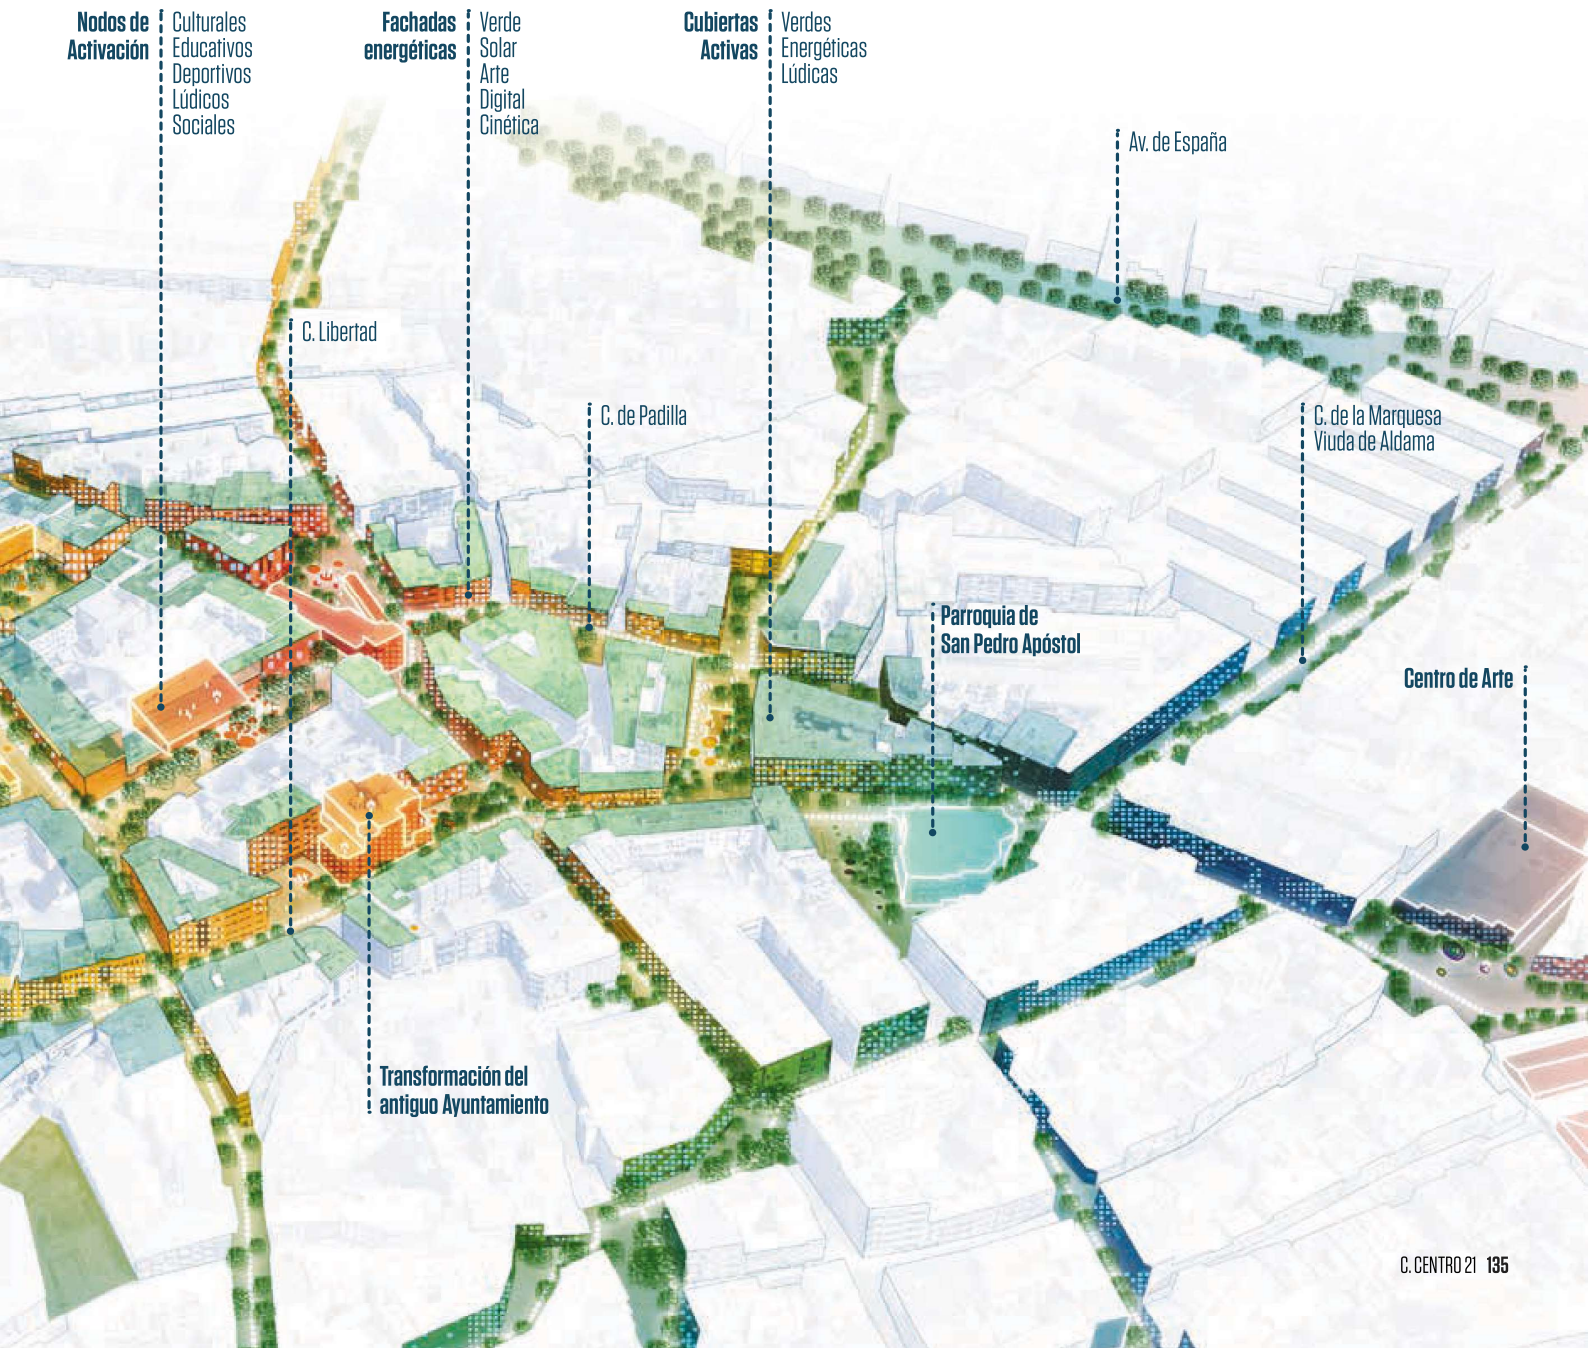 Nodos de
Activación
Culturales
Educativos
Deportivos
Lúdicos
Sociales
Fachadas
energéticas
Verde
Solar
Arte
Digital
Cinética
Cubiertas
Activas
Verdes
Energéticas
Lúdicas
Av. de España
C. Libertad
C. de Padilla
C. de la Marquesa
Viuda de Aldama
Parroquia de
San Pedro Apóstol
Centro de Arte
Transformación del
antiguo Ayuntamiento
C. CENTRO 21 135